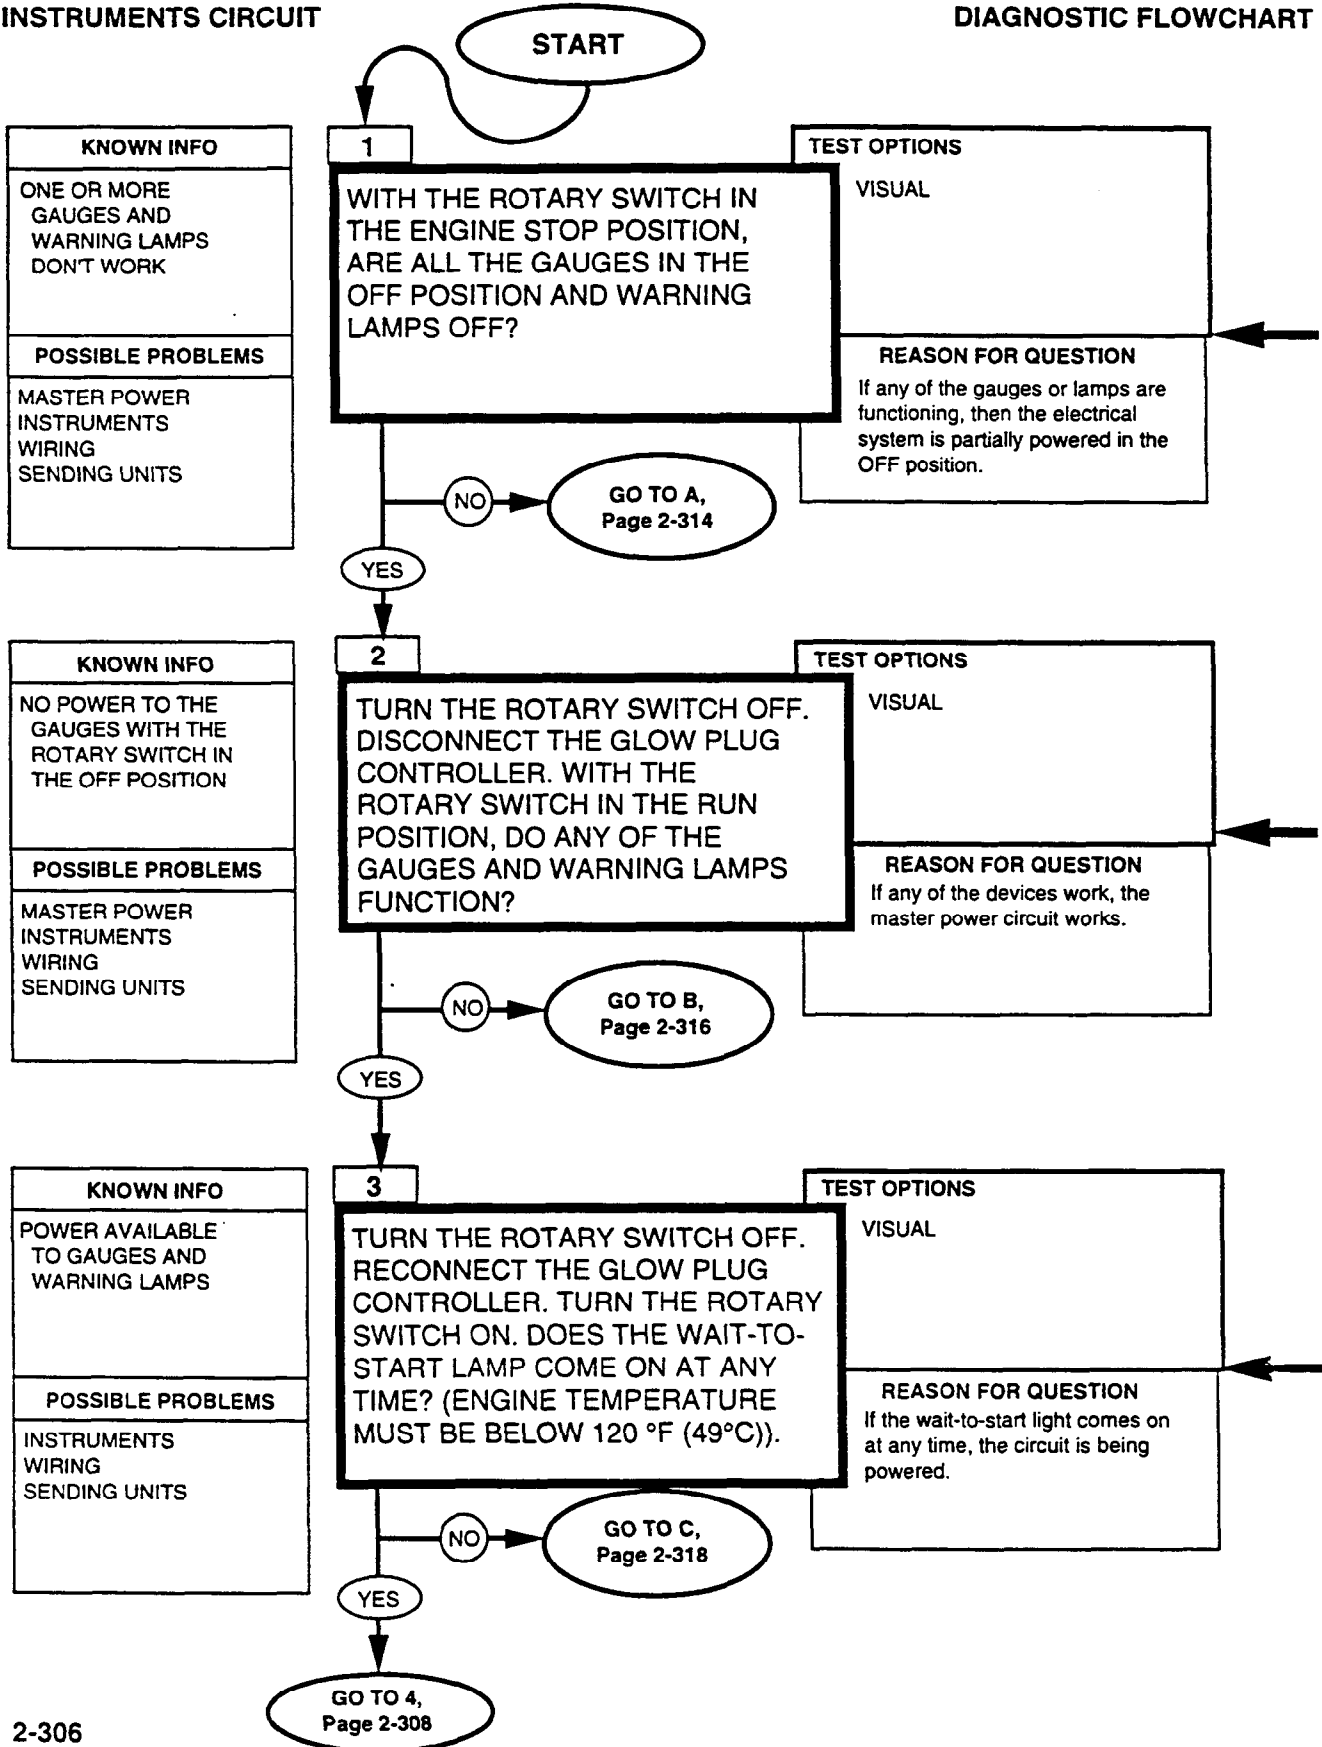 INSTRUMENTS CIRCUIT
DIAGNOSTIC FLOWCHART
START
KNOWN INFO
ONE OR MORE
GAUGES AND
WARNING LAMPS
DON'T WORK
POSSIBLE PROBLEMS
MASTER POWER
INSTRUMENTS
WIRING
SENDING UNITS
1
WITH THE ROTARY SWITCH IN
THE ENGINE STOP POSITION,
ARE ALL THE GAUGES IN THE
OFF POSITION AND WARNING
LAMPS OFF?
TEST OPTIONS
VISUAL
REASON FOR QUESTION
If any of the gauges or lamps are
functioning, then the electrical
system is partially powered in the
OFF position.
NO
GO TO A,
Page 2-314
YES
KNOWN INFO
NO POWER TO THE
GAUGES WITH THE
ROTARY SWITCH IN
THE OFF POSITION
POSSIBLE PROBLEMS
MASTER POWER
INSTRUMENTS
WIRING
SENDING UNITS
2
TURN THE ROTARY SWITCH OFF.
DISCONNECT THE GLOW PLUG
CONTROLLER. WITH THE
ROTARY SWITCH IN THE RUN
POSITION, DO ANY OF THE
GAUGES AND WARNING LAMPS
FUNCTION?
TEST OPTIONS
VISUAL
REASON FOR QUESTION
If any of the devices work, the
master power circuit works.
NO
GO TO B,
Page 2-316
YES
KNOWN INFO
POWER AVAILABLE
TO GAUGES AND
WARNING LAMPS
POSSIBLE PROBLEMS
INSTRUMENTS
WIRING
SENDING UNITS
3
TURN THE ROTARY SWITCH OFF.
RECONNECT THE GLOW PLUG
CONTROLLER. TURN THE ROTARY
SWITCH ON. DOES THE WAIT-TO-
START LAMP COME ON AT ANY
TIME? (ENGINE TEMPERATURE
MUST BE BELOW 120 °F (49°C)).
TEST OPTIONS
VISUAL
REASON FOR QUESTION
If the wait-to-start light comes on
at any time, the circuit is being
powered.
NO
GO TO C,
Page 2-318
YES
GO TO 4,
Page 2-308
2-306